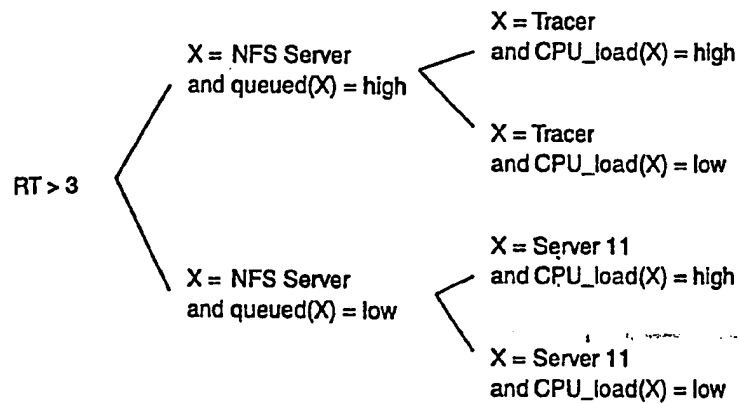 X = Tracer
and CPU_load(X) = high
X = NFS Server
and queued(X) = high
X = Tracer
and CPU_load(X) = low
RT > 3
X = Server 11
and CPU_load(X) = high
X = NFS Server
and queued(X) = low
X = Server 11
and CPU_load(X) = low